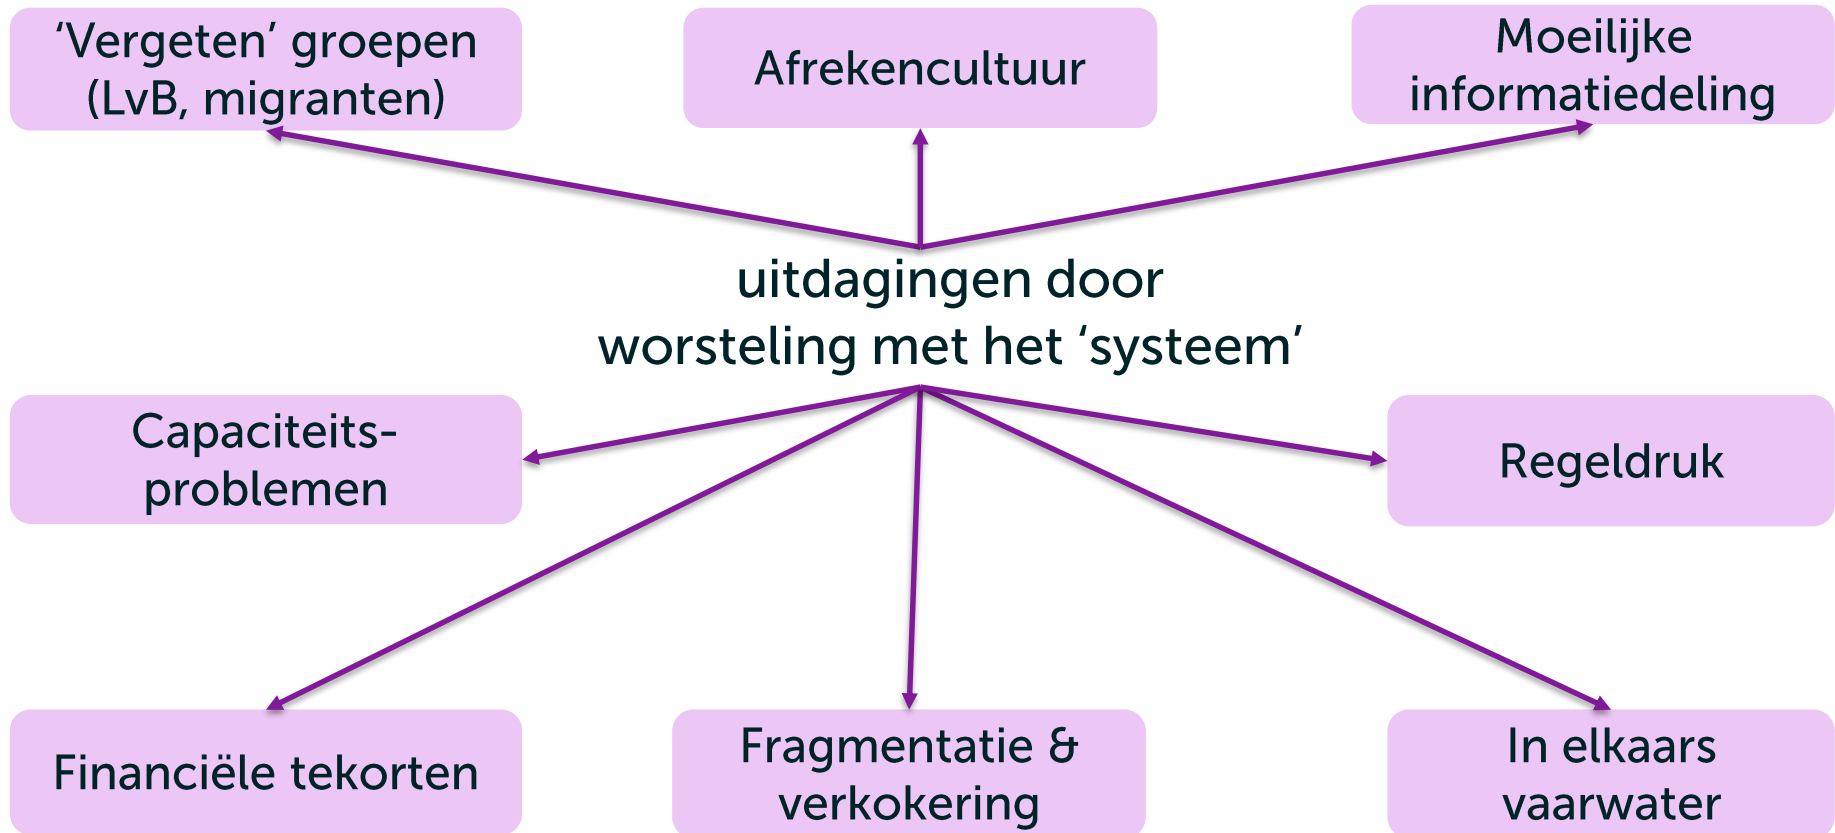 ‘Vergeten’ groepen
(LvB, migranten)
Afrekencultuur
Moeilijke
informatiedeling
uitdagingen door
worsteling met het ‘systeem’
Capaciteits-
problemen
Regeldruk
Financiële tekorten
Fragmentatie &
verkokering
In elkaars
vaarwater